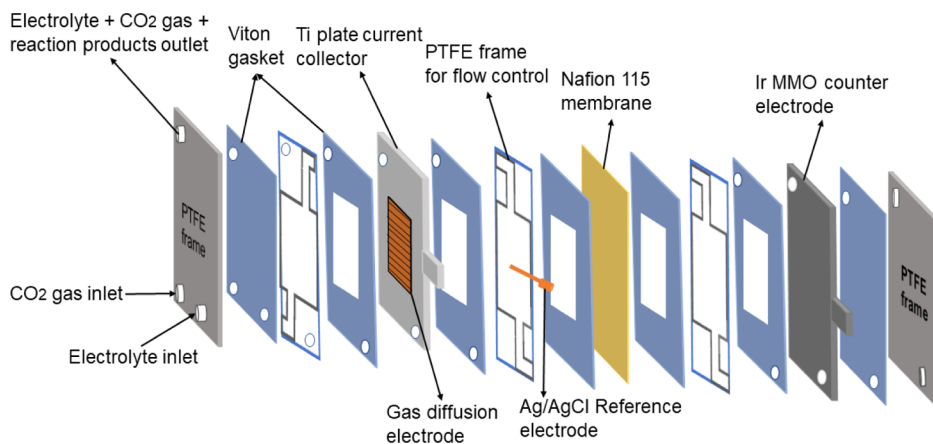 Electrolyte + CO2 gas +
reaction products outlet
Viton
gasket
Ti plate current
collector
PTFE frame
for flow control
Nafion 115
membrane
Ir MMO counter
electrode
PTFE
frame
PTFE
frame
CO2 gas inlet
Electrolyte inlet
Gas diffusion
electrode
Ag/AgCl Reference
electrode